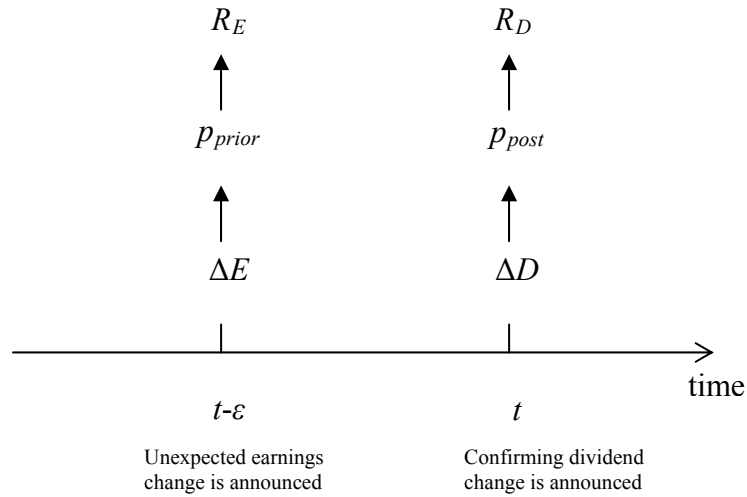 R_E R_D
p_prior p_post
ΔE ΔD
time
t-ε t
Unexpected earnings Confirming dividend
change is announced change is announced